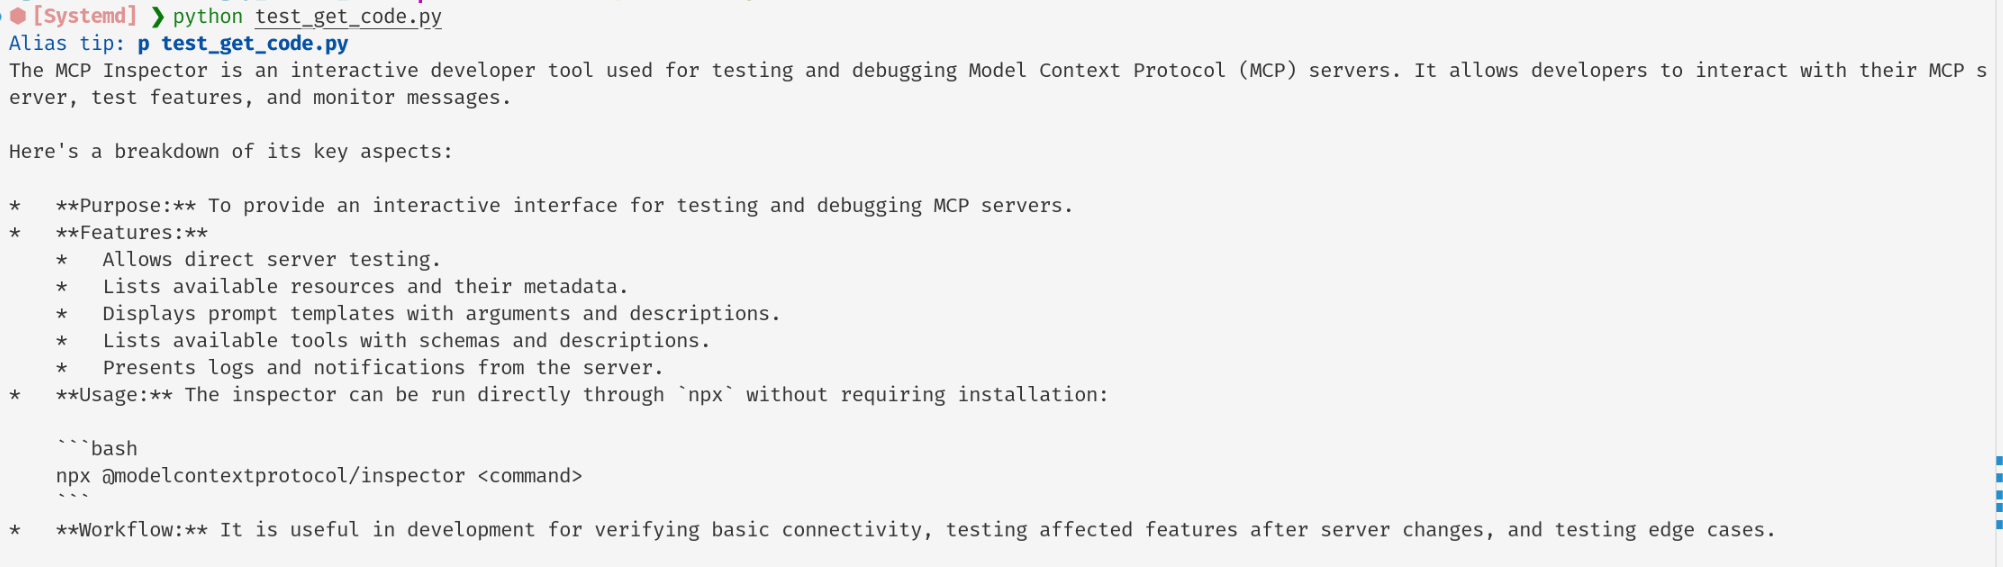 [Systemd] ❯ python test_get_code.py
Alias tip: p test_get_code.py
The MCP Inspector is an interactive developer tool used for testing and debugging Model Context Protocol (MCP) servers. It allows developers to interact with their MCP s
erver, test features, and monitor messages.

Here's a breakdown of its key aspects:

*   **Purpose:** To provide an interactive interface for testing and debugging MCP servers.
*   **Features:**
    *   Allows direct server testing.
    *   Lists available resources and their metadata.
    *   Displays prompt templates with arguments and descriptions.
    *   Lists available tools with schemas and descriptions.
    *   Presents logs and notifications from the server.
*   **Usage:** The inspector can be run directly through `npx` without requiring installation:

    ```bash
    npx @modelcontextprotocol/inspector <command>
    ```
*   **Workflow:** It is useful in development for verifying basic connectivity, testing affected features after server changes, and testing edge cases.